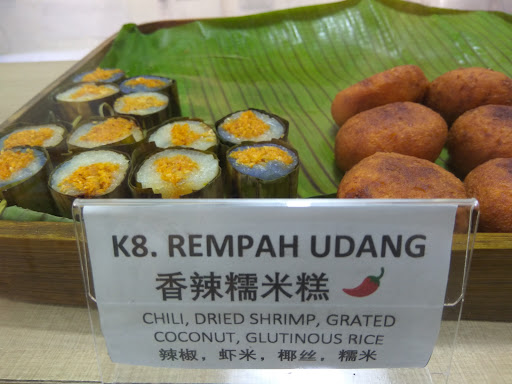 K8. REMPAH UDANG
香辣糯米糕
CHILI, DRIED SHRIMP, GRATED
COCONUT, GLUTINOUS RICE
辣椒，虾米，椰丝，糯米